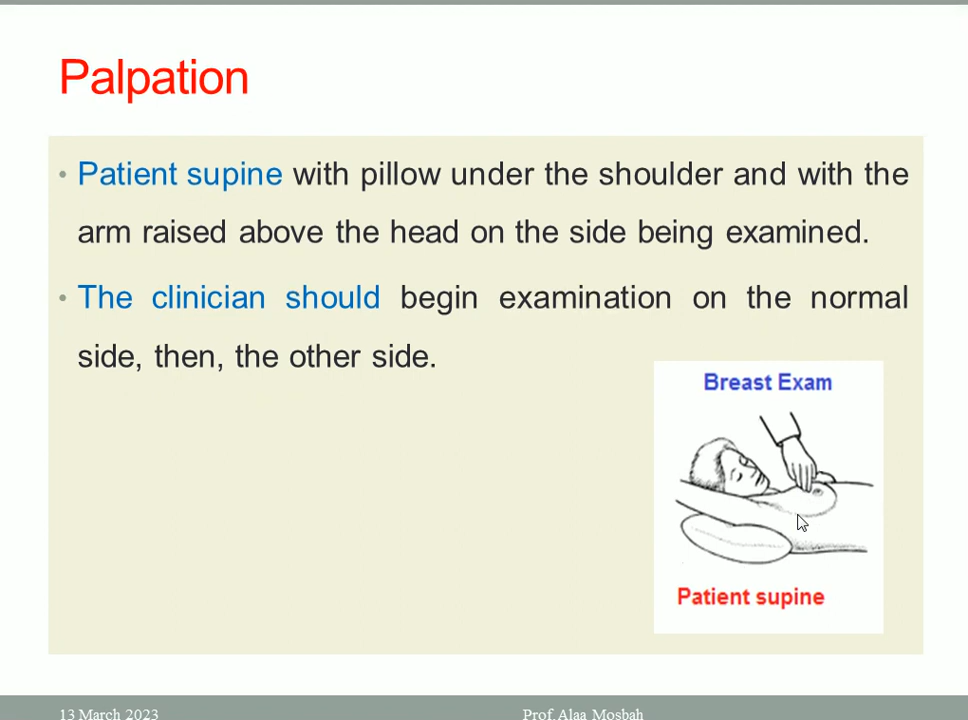 Palpation
• Patient supine with pillow under the shoulder and with the
arm raised above the head on the side being examined.
• The clinician should begin examination on the normal
side, then, the other side.
Breast Exam
Patient supine
13 March 2023
Prof. Alaa Mosbah